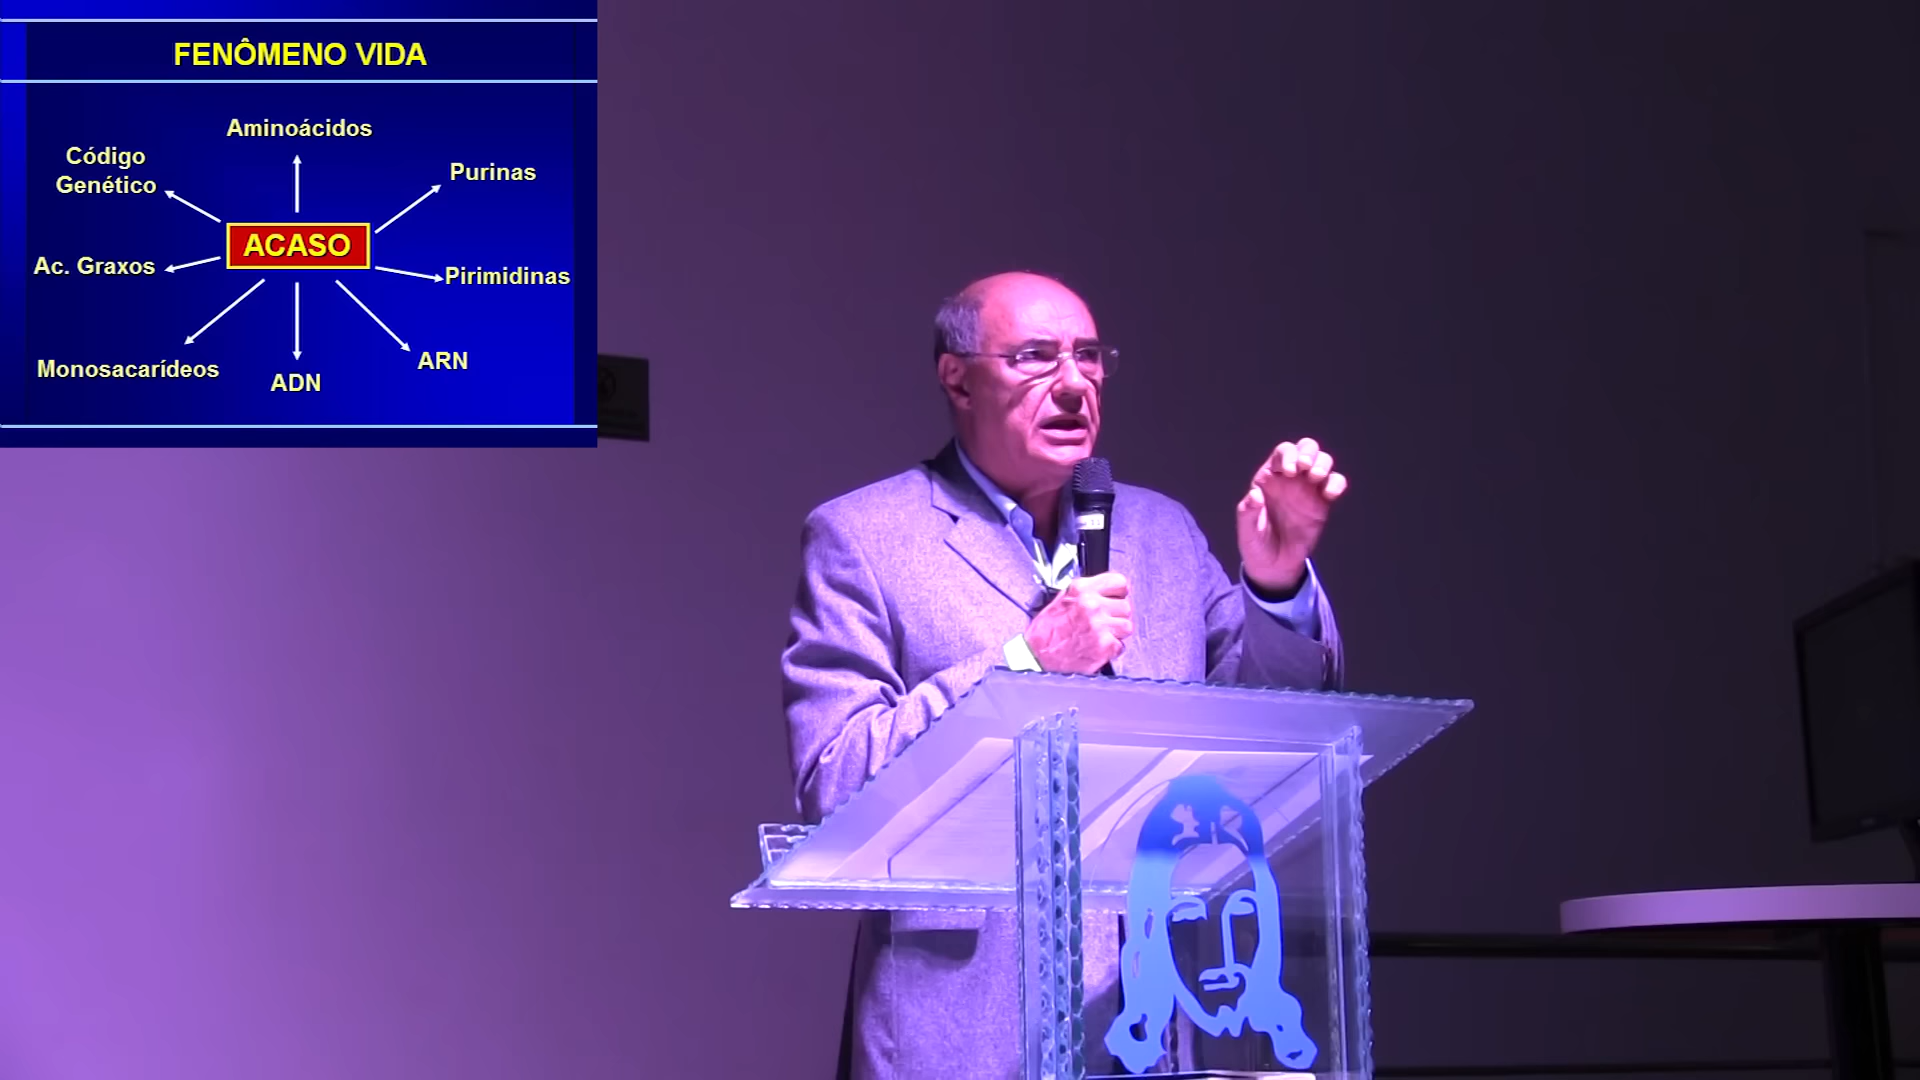 FENÔMENO VIDA
Aminoácidos
Código
Genético
Purinas
ACASO
Ac. Graxos
Pirimidinas
Monosacarídeos
ADN
ARN